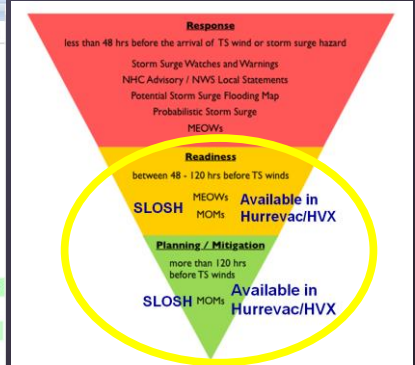 Response
less than 48 hrs before the arrival of TS wind or storm surge hazard
Storm Surge Watches and Warnings
NHC Advisory / NWS Local Statements
Potential Storm Surge Flooding Map
Probabilistic Storm Surge
MEOWs
Readiness
between 48 - 120 hrs before TS winds
SLOSH MEOWs Available in
MOMs Hurrevac/HVX
Planning / Mitigation
more than 120 hrs
before TS winds
SLOSH MOMs Available in
Hurrevac/HVX